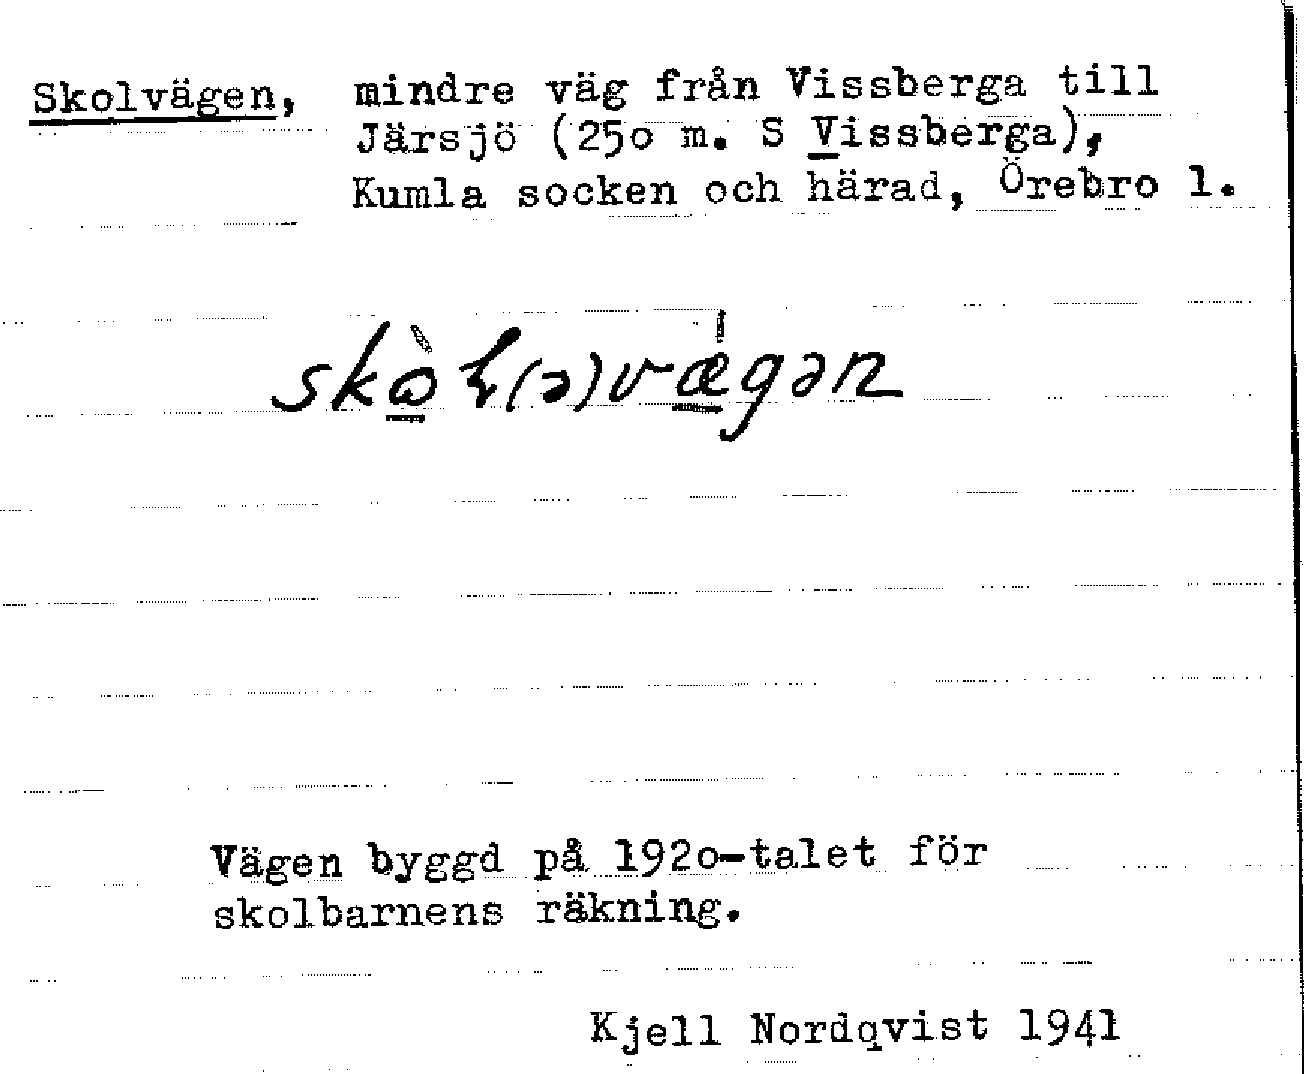 Skolvägen, mindre väg från Vissberga till
Järsjö (25o m. S Vissberga),
Kumla socken och härad, Örebro l.
Vägen byggd på 192o-talet för
skolbarnens räkning.
Kjell Nordqvist 1941